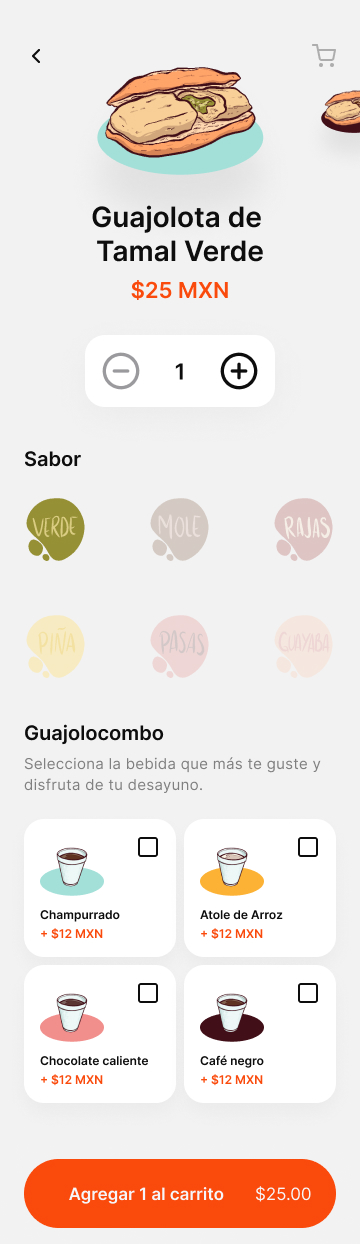 Guajolota de
Tamal Verde
$25 MXN
1
Sabor
VERDE
MOLE
RAJAS
PIÑA
PASAS
GUAYABA
Guajolocombo
Selecciona la bebida que más te guste y
disfruta de tu desayuno.
Champurrado
+ $12 MXN
Atole de Arroz
+ $12 MXN
Chocolate caliente
+ $12 MXN
Café negro
+ $12 MXN
Agregar 1 al carrito $25.00